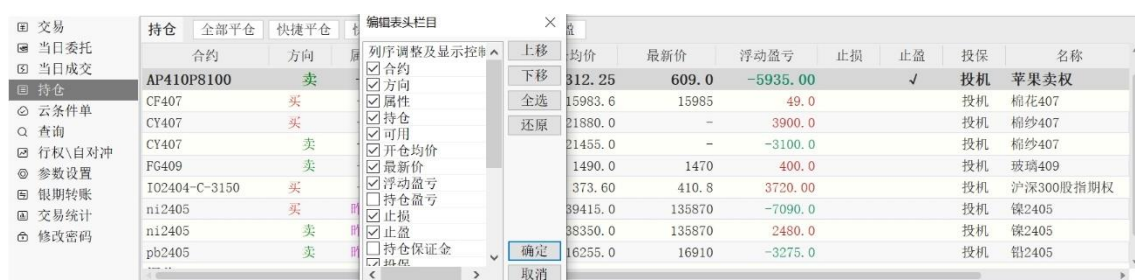 交易
当日委托
当日成交
持仓
云条件单
查询
行权\自对冲
参数设置
银期转账
交易统计
修改密码
持仓 全部平仓 快捷平仓
合约 方向 均价 最新价 浮动盈亏 止损 止盈 投保 名称
AP410P8100 卖 312.25 609.0 -5935.00 √ 投机 苹果卖权
CF407 买 15983.6 15985 49.0 投机 棉花407
CY407 买 21880.0 - 3900.0 投机 棉纱407
CY407 卖 21455.0 - -3100.0 投机 棉纱407
FG409 卖 1490.0 1470 400.0 投机 玻璃409
IO2404-C-3150 买 373.60 410.8 3720.00 投机 沪深300股指期权
ni2405 买 昨 39415.0 135870 -7090.0 投机 镍2405
ni2405 卖 昨 38350.0 135870 2480.0 投机 镍2405
pb2405 卖 昨 16255.0 16910 -3275.0 投机 铅2405
编辑表头栏目
列序调整及显示控制
合约
方向
属性
持仓
可用
开仓均价
最新价
浮动盈亏
持仓盈亏
止损
止盈
持仓保证金
投保
上移
下移
全选
还原
确定
取消